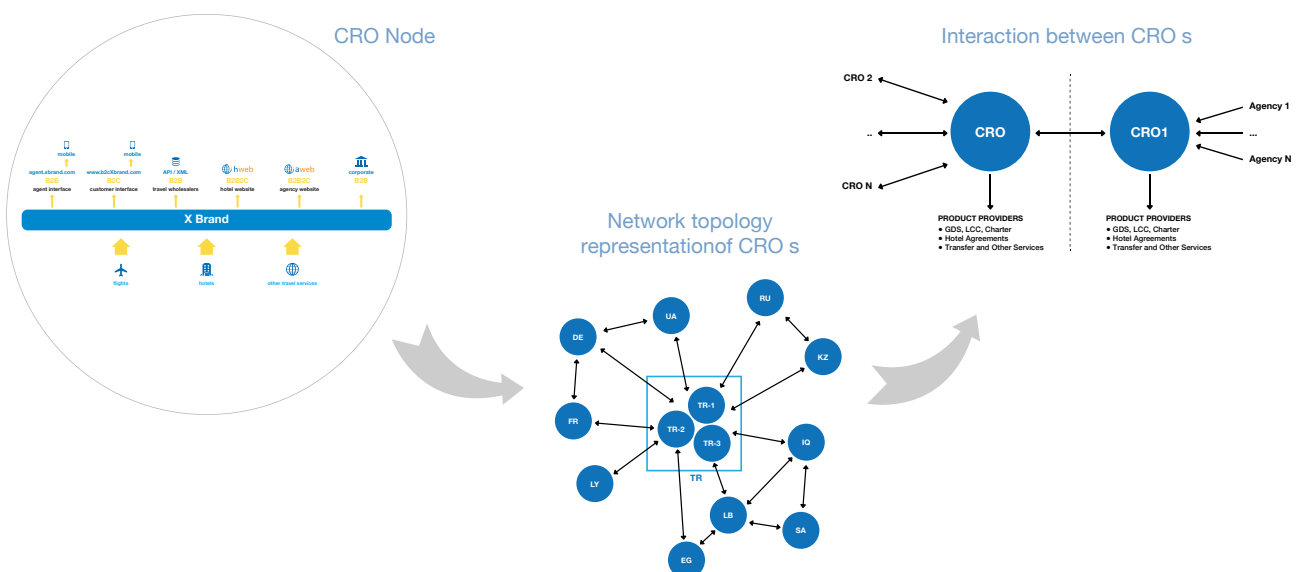 CRO Node
mobile
mobile
agent.xbrand.com
www.b2cXbrand.com
API / XML
hweb
aweb
corporate
B2B
B2C
B2B
B2B2C
B2B2C
B2B
agent interface
customer interface
travel wholesalers
hotel website
agency website
X Brand
flights
hotels
other travel services
Network topology
representationof CRO s
RU
UA
DE
KZ
TR-1
FR
TR-2
TR-3
IQ
TR
LY
LB
SA
EG
Interaction between CRO s
CRO 2
..
CRO N
CRO
CRO1
Agency 1
...
Agency N
PRODUCT PROVIDERS
• GDS, LCC, Charter
• Hotel Agreements
• Transfer and Other Services
PRODUCT PROVIDERS
• GDS, LCC, Charter
• Hotel Agreements
• Transfer and Other Services